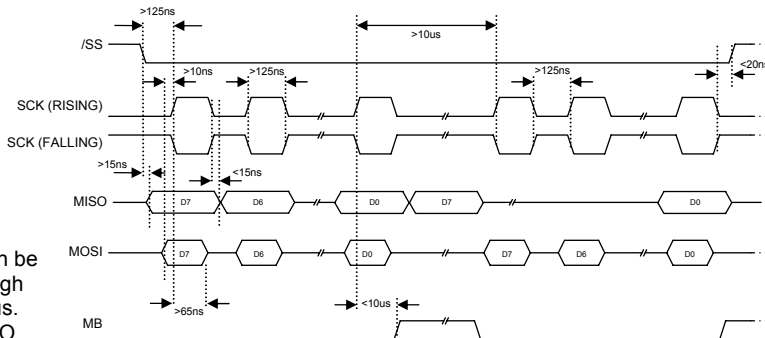 >125ns
/SS
>10us
<20ns
>10ns
>125ns
>125ns
SCK (RISING)
SCK (FALLING)
>15ns
<15ns
MISO
D7
D6
D0
D7
D0
MOSI
D7
D6
D0
D7
D6
D0
be
gh
us.
>65ns
<10us
MB